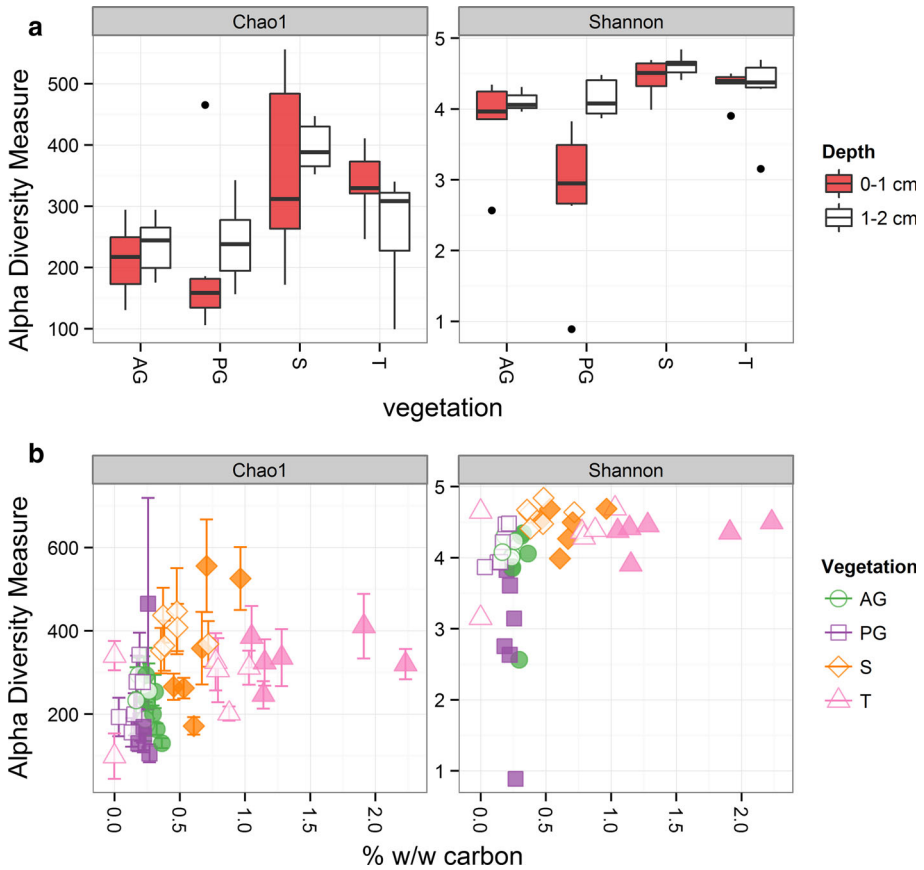 a
Chao1
Shannon
Alpha Diversity Measure
500
400
300
200
100
5
4
3
2
1
AG
PG
S
T
AG
PG
S
T
vegetation
Depth
0-1 cm
1-2 cm
b
Chao1
Shannon
Alpha Diversity Measure
600
400
200
5
4
3
2
1
0.0
0.5
1.0
1.5
2.0
0.0
0.5
1.0
1.5
2.0
% w/w carbon
Vegetation
AG
PG
S
T